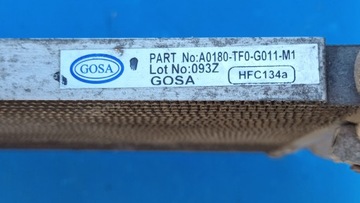 GOSA
PART No:A0180-TF0-G011-M1
Lot No:093Z
GOSA
HFC134a